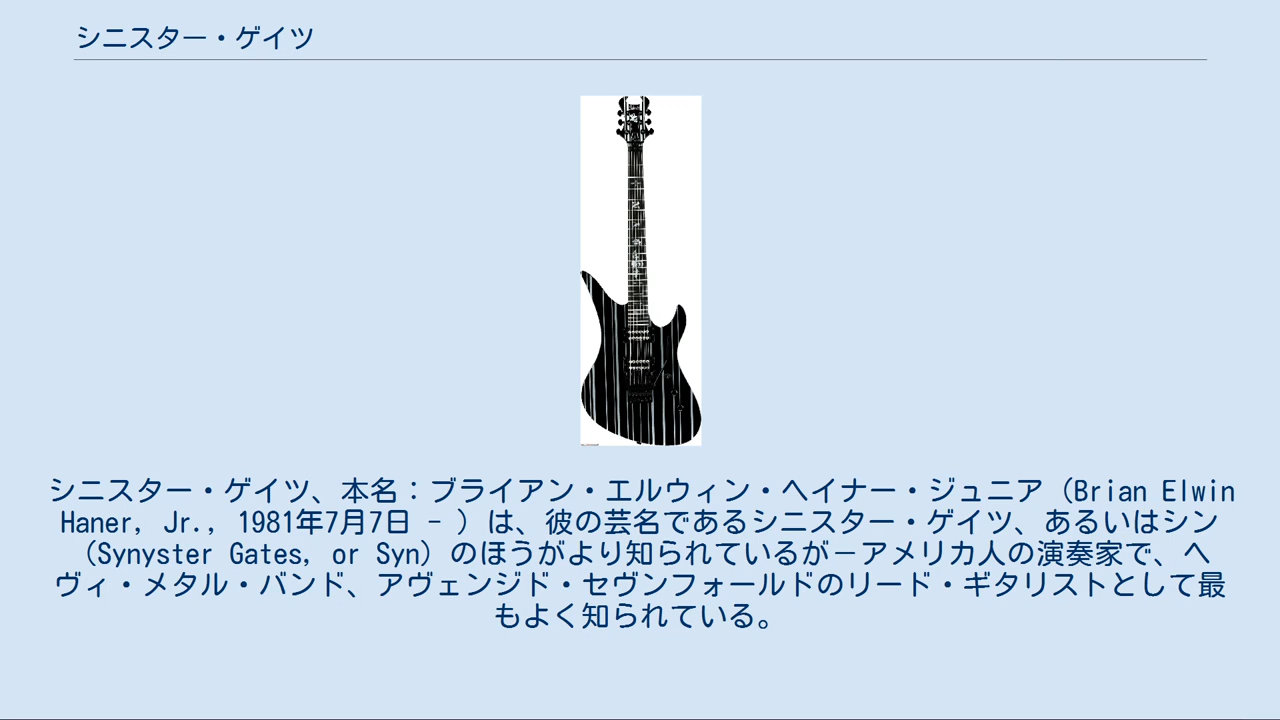 シニスター・ゲイツ
シニスター・ゲイツ、本名：ブライアン・エルウィン・ヘイナー・ジュニア（Brian Elwin
Haner, Jr., 1981年7月7日 - ）は、彼の芸名であるシニスター・ゲイツ、あるいはシン
（Synyster Gates, or Syn）のほうがより知られているが－アメリカ人の演奏家で、ヘ
ヴィ・メタル・バンド、アヴェンジド・セヴンフォールドのリード・ギタリストとして最
もよく知られている。